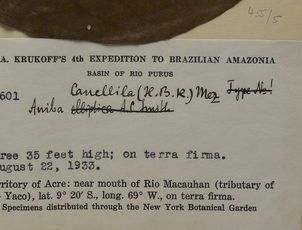 455/5
A. KRUKOFF'S 4th EXPEDITION TO BRAZILIAN AMAZONIA
BASIN OF RIO PURUS
Canellila (H.B.K.) Mez Type No!
601
Aniba elliptica A.C. Smith
ree 35 feet high; on terra firma.
ugust 22, 1933.
rritory of Acre: near mouth of Rio Macauhan (tributary of
Yaco), lat. 9° 20' S., long. 69° W., on terra firma.
Specimens distributed through the New York Botanical Garden